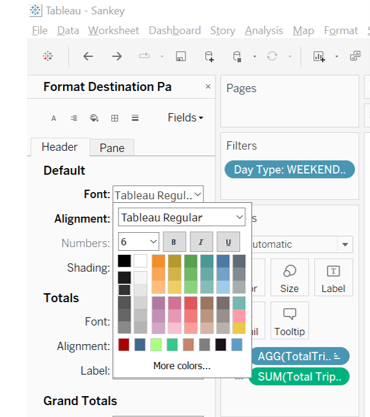 Tableau - Sankey
File Data Worksheet Dashboard Story Analysis Map Format
Format Destination Pa ×
Fields
Header Pane
Default
Font: Tableau Regul..
Alignment:
Numbers:
Shading:
Totals
Font:
Alignment:
Label:
Grand Totals
Tableau Regular
6 B I U
More colors...
Pages
Filters
Day Type: WEEKEND..
s
utomatic
or Size Label
ail Tooltip
AGG(TotalTri..
SUM(Total Trip..